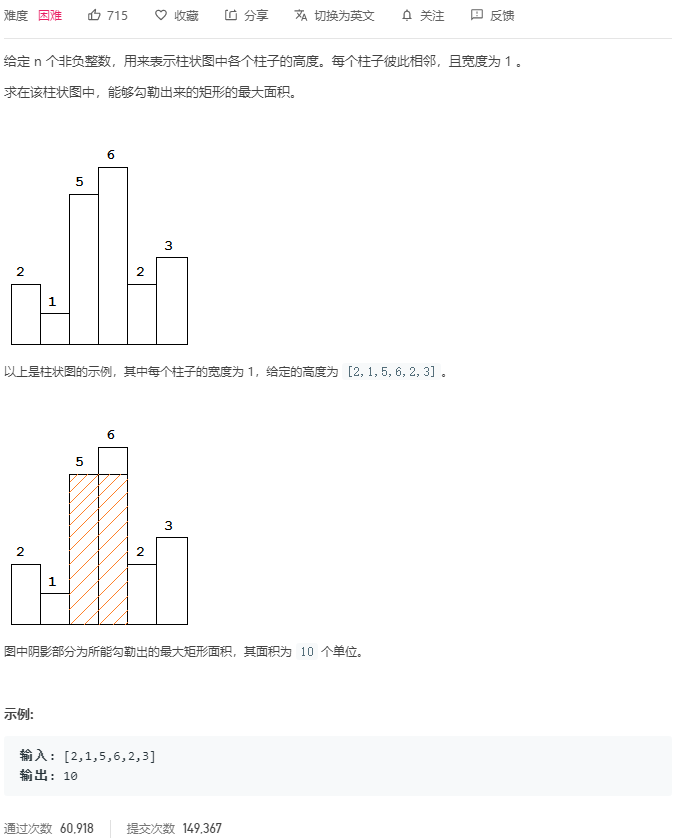 难度 困难 715 收藏 分享 切换为英文 关注 反馈
给定 n 个非负整数，用来表示柱状图中各个柱子的高度。每个柱子彼此相邻，且宽度为 1 。
求在该柱状图中，能够勾勒出来的矩形的最大面积。
6
5
3
2 2
1
以上是柱状图的示例，其中每个柱子的宽度为 1，给定的高度为 [2,1,5,6,2,3]。
6
5
3
2 2
1
图中阴影部分为所能勾勒出的最大矩形面积，其面积为 10 个单位。
示例:
输入: [2,1,5,6,2,3]
输出: 10
通过次数 60,918 提交次数 149,367